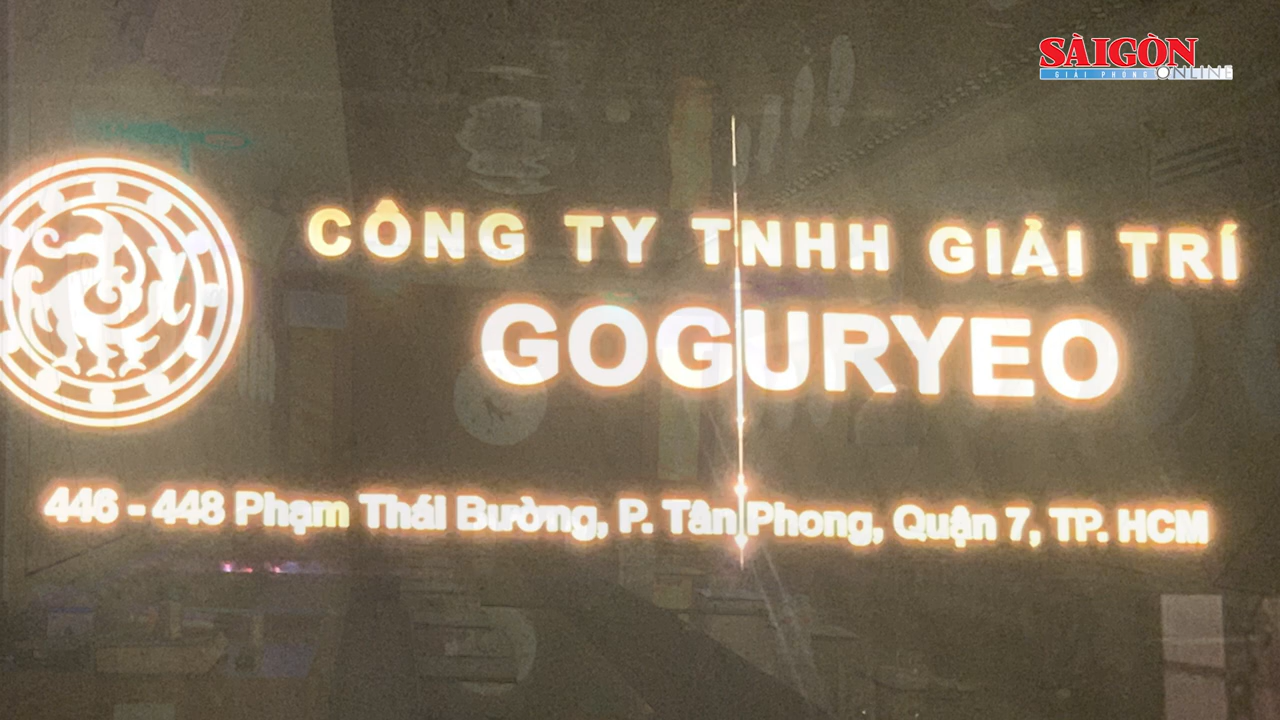 SÀIGÒN
GIẢI PHÓNG ONLINE
CÔNG TY TNHH GIẢI TRÍ
GOGURYEO
446 - 448 Phạm Thái Bường, P. Tân Phong, Quận 7, TP. HCM